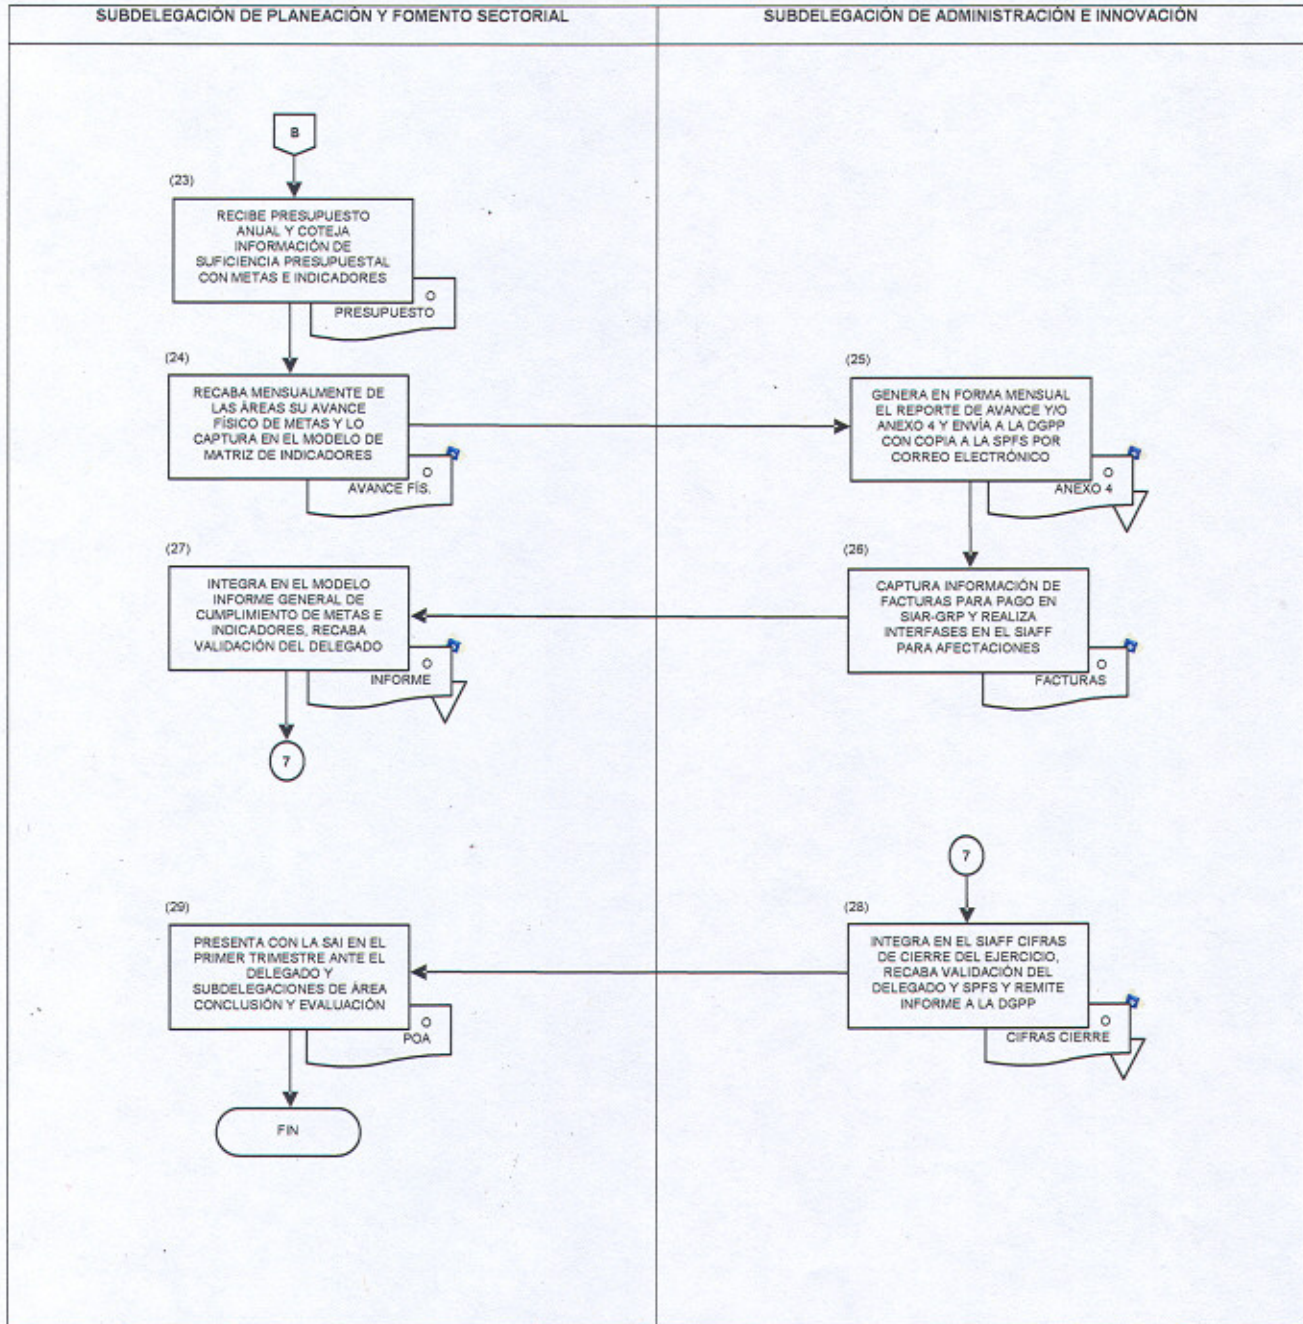 SUBDELEGACIÓN DE PLANEACIÓN Y FOMENTO SECTORIAL
SUBDELEGACIÓN DE ADMINISTRACIÓN E INNOVACIÓN
B
(23)
RECIBE PRESUPUESTO
ANUAL Y COTEJA
INFORMACIÓN DE
SUFICIENCIA PRESUPUESTAL
CON METAS E INDICADORES
O
PRESUPUESTO
(24)
RECABA MENSUALMENTE DE
LAS ÁREAS SU AVANCE
FÍSICO DE METAS Y LO
CAPTURA EN EL MODELO DE
MATRIZ DE INDICADORES
O
AVANCE FÍS.
(25)
GENERA EN FORMA MENSUAL
EL REPORTE DE AVANCE Y/O
ANEXO 4 Y ENVÍA A LA DGPP
CON COPIA A LA SPFS POR
CORREO ELECTRÓNICO
O
ANEXO 4
(27)
INTEGRA EN EL MODELO
INFORME GENERAL DE
CUMPLIMIENTO DE METAS E
INDICADORES, RECABA
VALIDACIÓN DEL DELEGADO
O
INFORME
(26)
CAPTURA INFORMACIÓN DE
FACTURAS PARA PAGO EN
SIAR-GRP Y REALIZA
INTERFASES EN EL SIAFF
PARA AFECTACIONES
O
FACTURAS
7
7
(29)
PRESENTA CON LA SAI EN EL
PRIMER TRIMESTRE ANTE EL
DELEGADO Y
SUBDELEGACIONES DE ÁREA
CONCLUSIÓN Y EVALUACIÓN
O
POA
(28)
INTEGRA EN EL SIAFF CIFRAS
DE CIERRE DEL EJERCICIO,
RECABA VALIDACIÓN DEL
DELEGADO Y SPFS Y REMITE
INFORME A LA DGPP
O
CIFRAS CIERRE
FIN